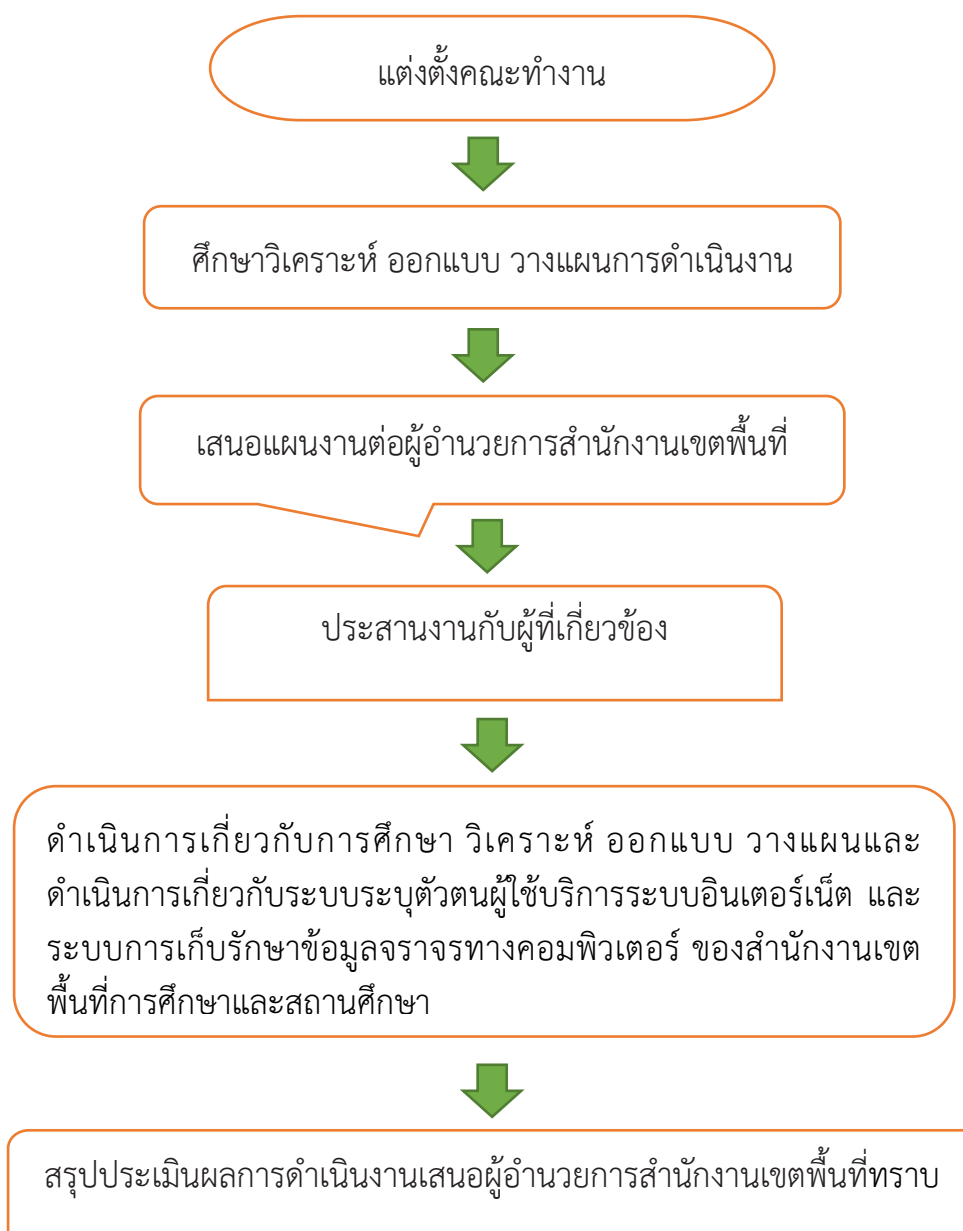 แต่งตั้งคณะทำงาน
ศึกษาวิเคราะห์ ออกแบบ วางแผนการดำเนินงาน
เสนอแผนงานต่อผู้อำนวยการสำนักงานเขตพื้นที่
ประสานงานกับผู้ที่เกี่ยวข้อง
ดำเนินการเกี่ยวกับการศึกษา วิเคราะห์ ออกแบบ วางแผนและ
ดำเนินการเกี่ยวกับระบบระบุตัวตนผู้ใช้บริการระบบอินเตอร์เน็ต และ
ระบบการเก็บรักษาข้อมูลจราจรทางคอมพิวเตอร์ ของสำนักงานเขต
พื้นที่การศึกษาและสถานศึกษา
สรุปประเมินผลการดำเนินงานเสนอผู้อำนวยการสำนักงานเขตพื้นที่ทราบ